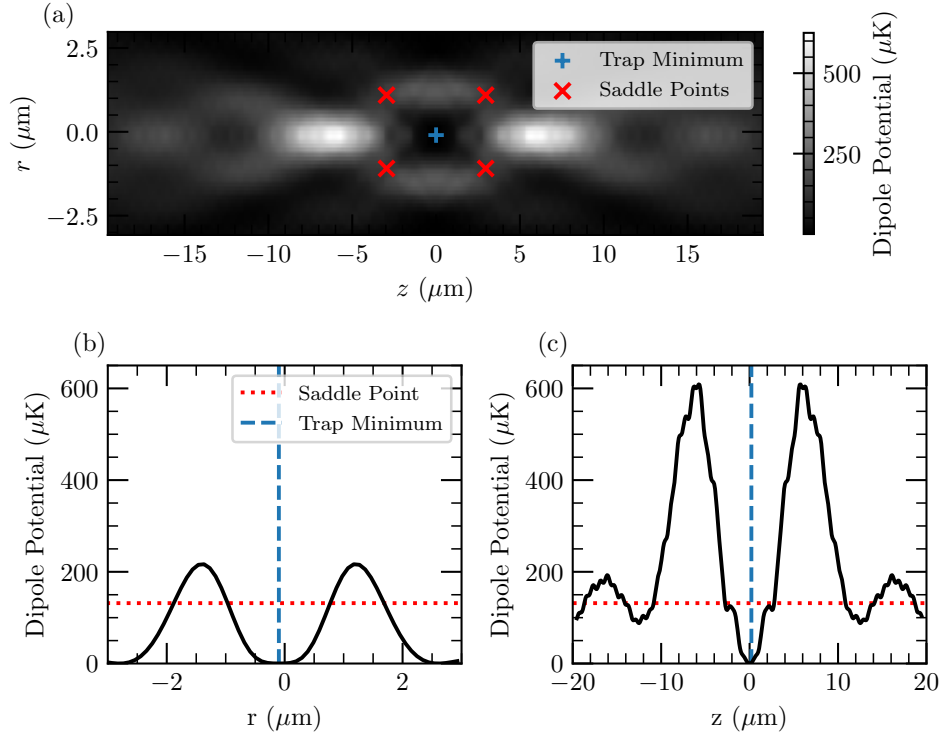 (a)
2.5
0.0
−2.5
r (μm)
Trap Minimum
Saddle Points
500
250
Dipole Potential (μK)
−15 −10 −5 0 5 10 15
z (μm)
(b)
600
400
200
0
Dipole Potential (μK)
Saddle Point
Trap Minimum
−2 0 2
r (μm)
(c)
600
400
200
0
Dipole Potential (μK)
−20 −10 0 10 20
z (μm)